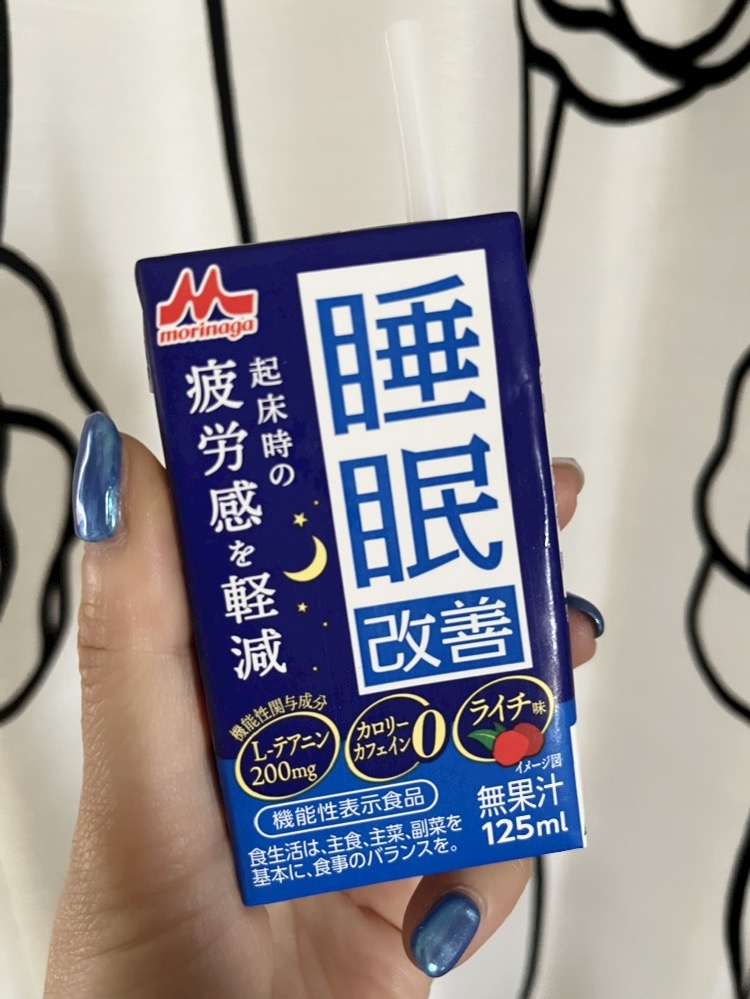 morinaga
睡眠
改善
起床時の
疲労感を軽減
機能性関与成分
L-テアニン
200mg
カロリー
カフェイン0
ライチ味
イメージ図
機能性表示食品
無果汁
125ml
食生活は、主食、主菜、副菜を
基本に、食事のバランスを。